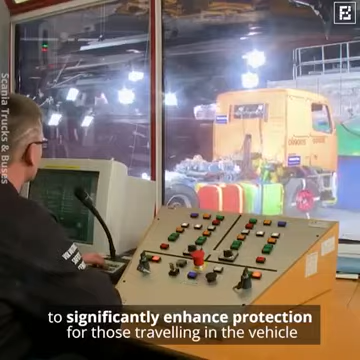 Scania Trucks & Buses
to significantly enhance protection
for those travelling in the vehicle